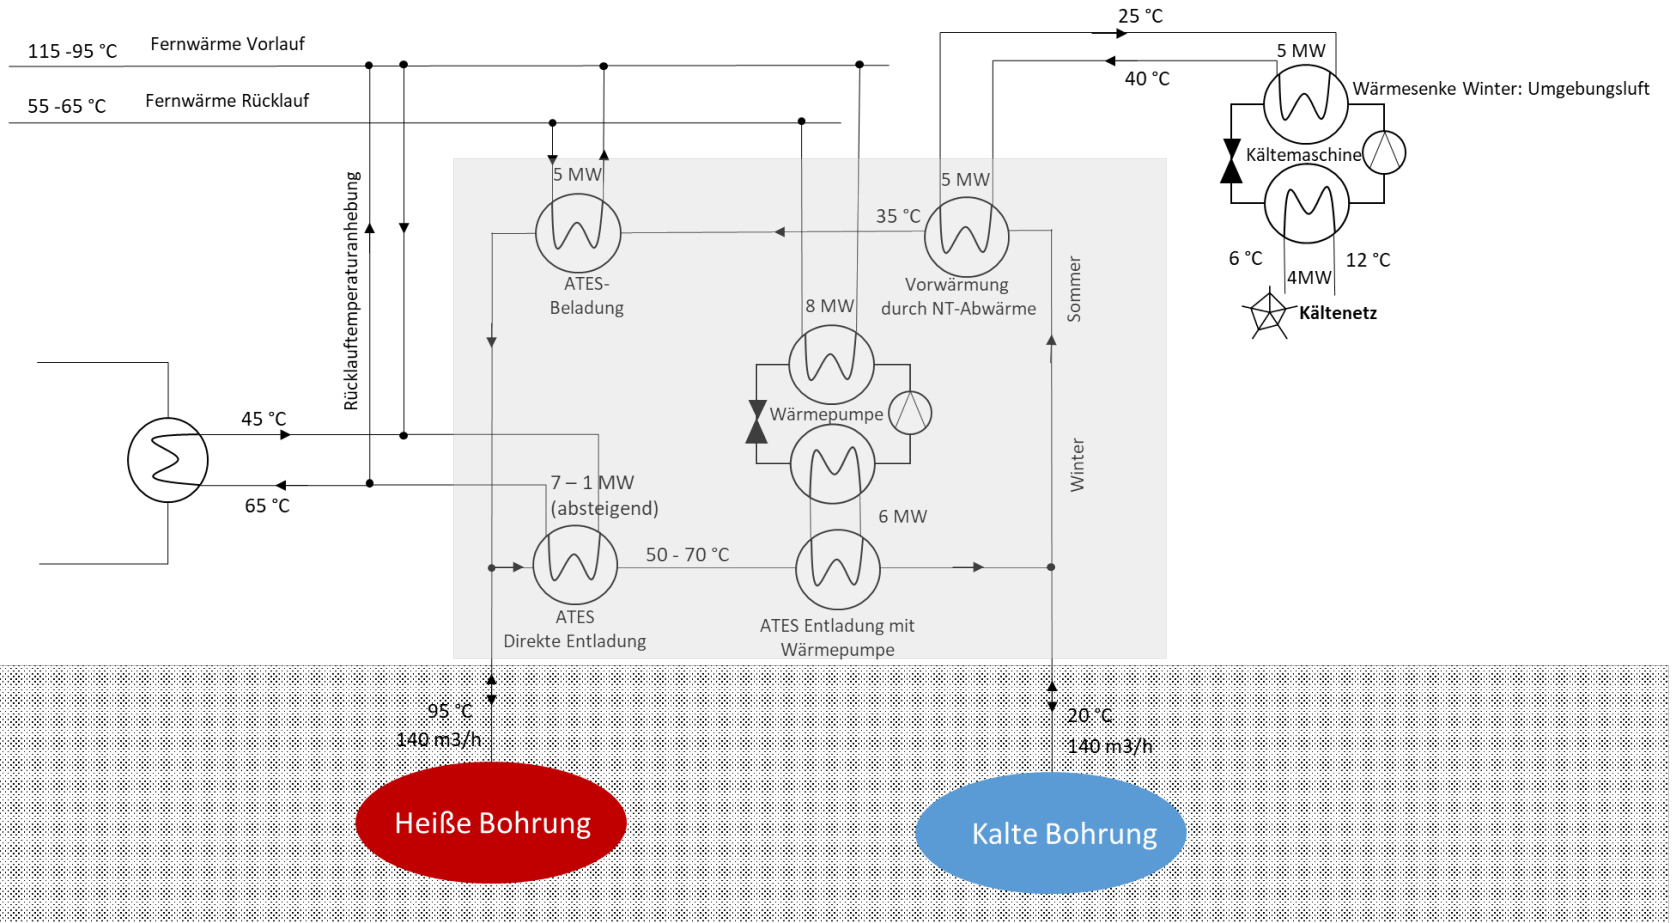 25 °C
115 -95 °C
Fernwärme Vorlauf
5 MW
40 °C
Wärmesenke Winter: Umgebungsluft
55 -65 °C
Fernwärme Rücklauf
Kältemaschine
5 MW
5 MW
35 °C
6 °C
12 °C
4MW
Kältenetz
ATES-
Beladung
Vorwärmung
durch NT-Abwärme
Sommer
8 MW
Rücklauftemperaturanhebung
Wärmepumpe
45 °C
65 °C
7 – 1 MW
(absteigend)
Winter
6 MW
50 - 70 °C
ATES
Direkte Entladung
ATES Entladung mit
Wärmepumpe
95 °C
140 m3/h
20 °C
140 m3/h
Heiße Bohrung
Kalte Bohrung